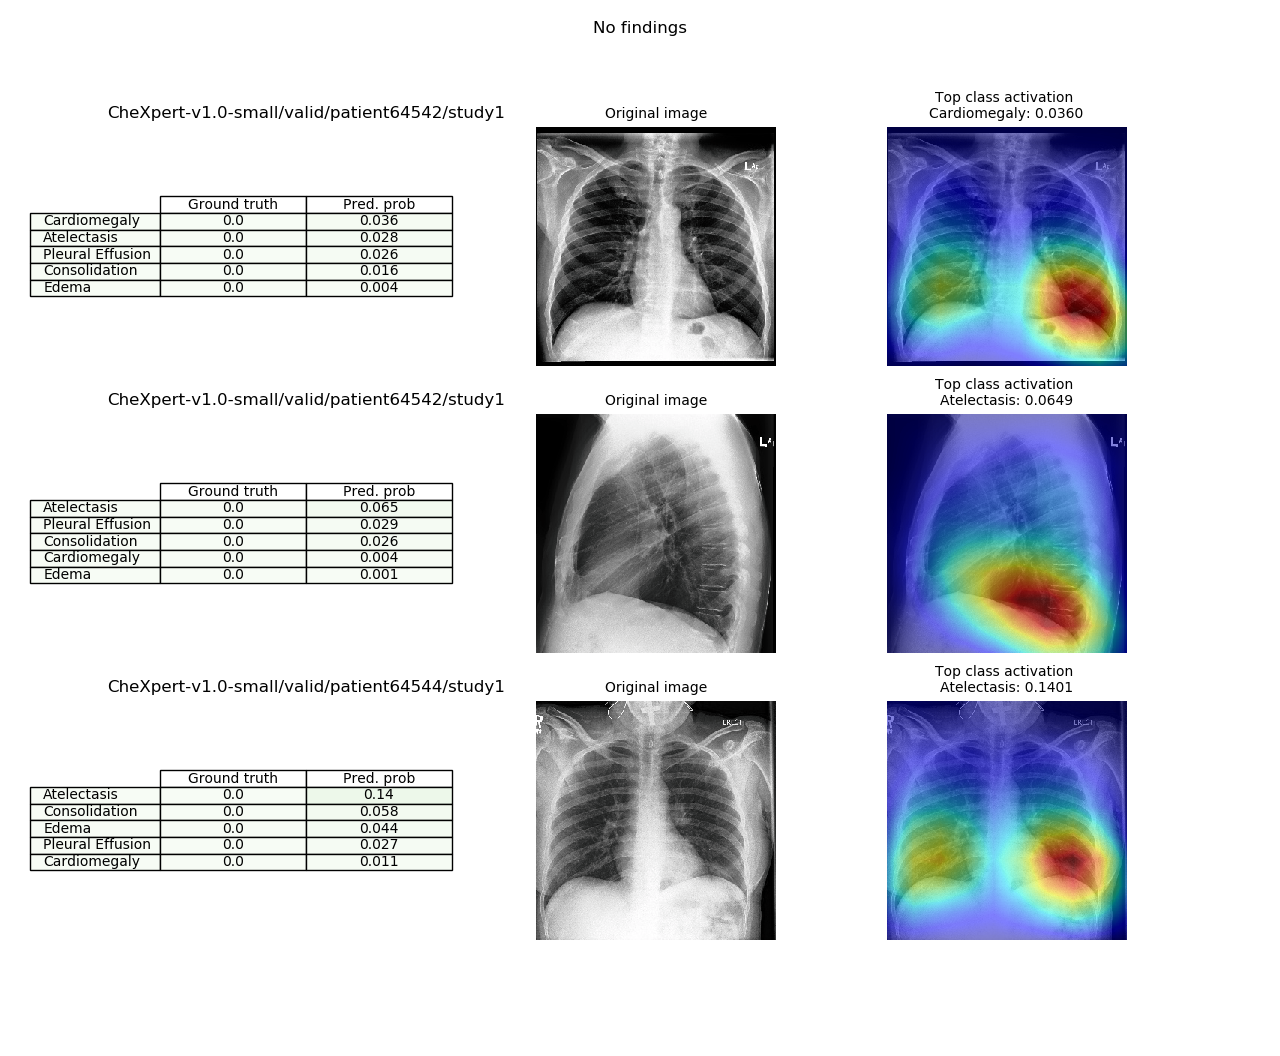 No findings
CheXpert-v1.0-small/valid/patient64542/study1
Original image
Top class activation
Cardiomegaly: 0.0360
Ground truth Pred. prob
Cardiomegaly 0.0 0.036
Atelectasis 0.0 0.028
Pleural Effusion 0.0 0.026
Consolidation 0.0 0.016
Edema 0.0 0.004
CheXpert-v1.0-small/valid/patient64542/study1
Original image
Top class activation
Atelectasis: 0.0649
Ground truth Pred. prob
Atelectasis 0.0 0.065
Pleural Effusion 0.0 0.029
Consolidation 0.0 0.026
Cardiomegaly 0.0 0.004
Edema 0.0 0.001
CheXpert-v1.0-small/valid/patient64544/study1
Original image
Top class activation
Atelectasis: 0.1401
Ground truth Pred. prob
Atelectasis 0.0 0.14
Consolidation 0.0 0.058
Edema 0.0 0.044
Pleural Effusion 0.0 0.027
Cardiomegaly 0.0 0.011